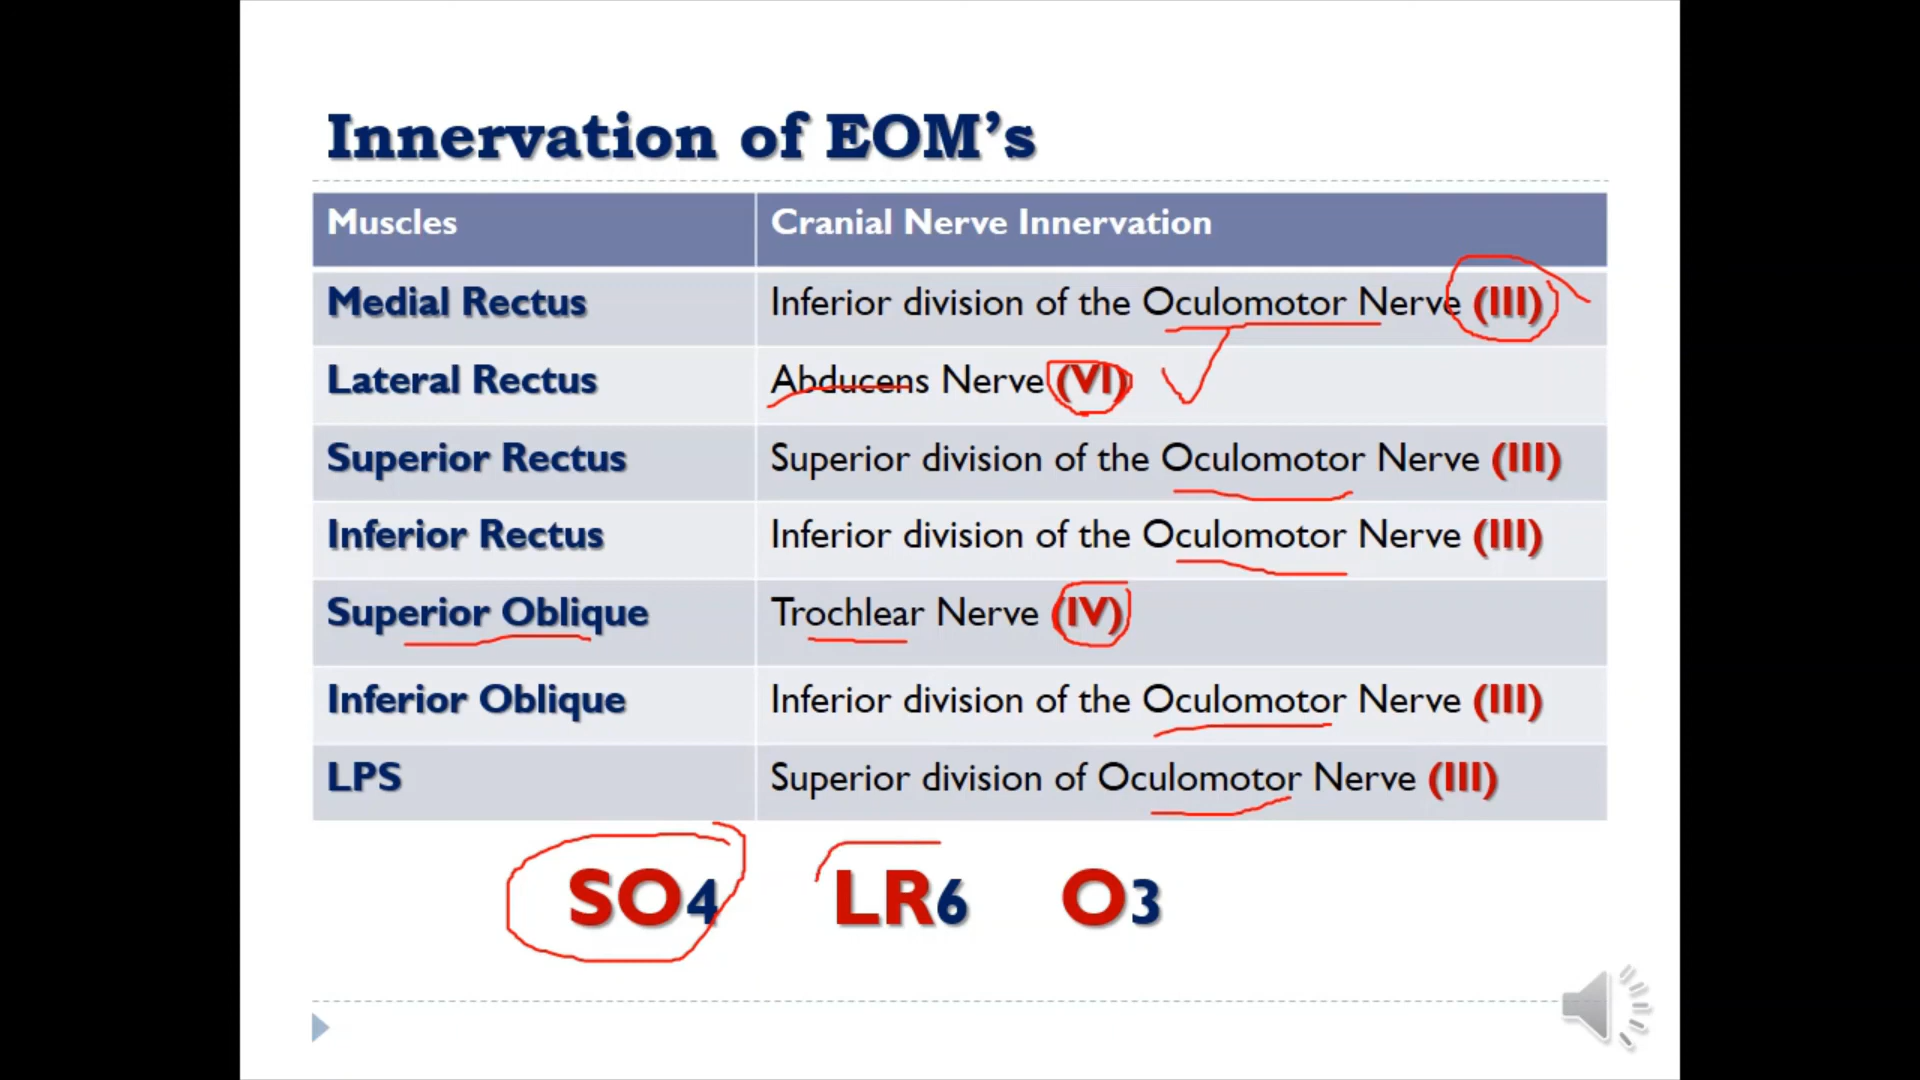 Innervation of EOM's
Muscles Cranial Nerve Innervation
Medial Rectus Inferior division of the Oculomotor Nerve (III)
Lateral Rectus Abducens Nerve (VI)
Superior Rectus Superior division of the Oculomotor Nerve (III)
Inferior Rectus Inferior division of the Oculomotor Nerve (III)
Superior Oblique Trochlear Nerve (IV)
Inferior Oblique Inferior division of the Oculomotor Nerve (III)
LPS Superior division of Oculomotor Nerve (III)
SO4 LR6 O3